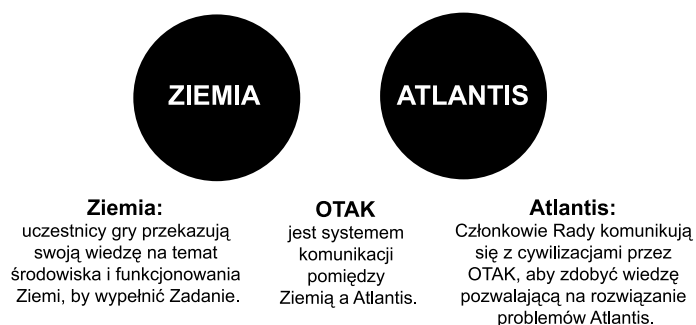 ZIEMIA
ATLANTIS
Ziemia:
uczestnicy gry przekazują
swoją wiedzę na temat
środowiska i funkcjonowania
Ziemi, by wypełnić Zadanie.
OTAK
jest systemem
komunikacji
pomiędzy
Ziemią a Atlantis.
Atlantis:
Członkowie Rady komunikują
się z cywilizacjami przez
OTAK, aby zdobyć wiedzę
pozwalającą na rozwiązanie
problemów Atlantis.